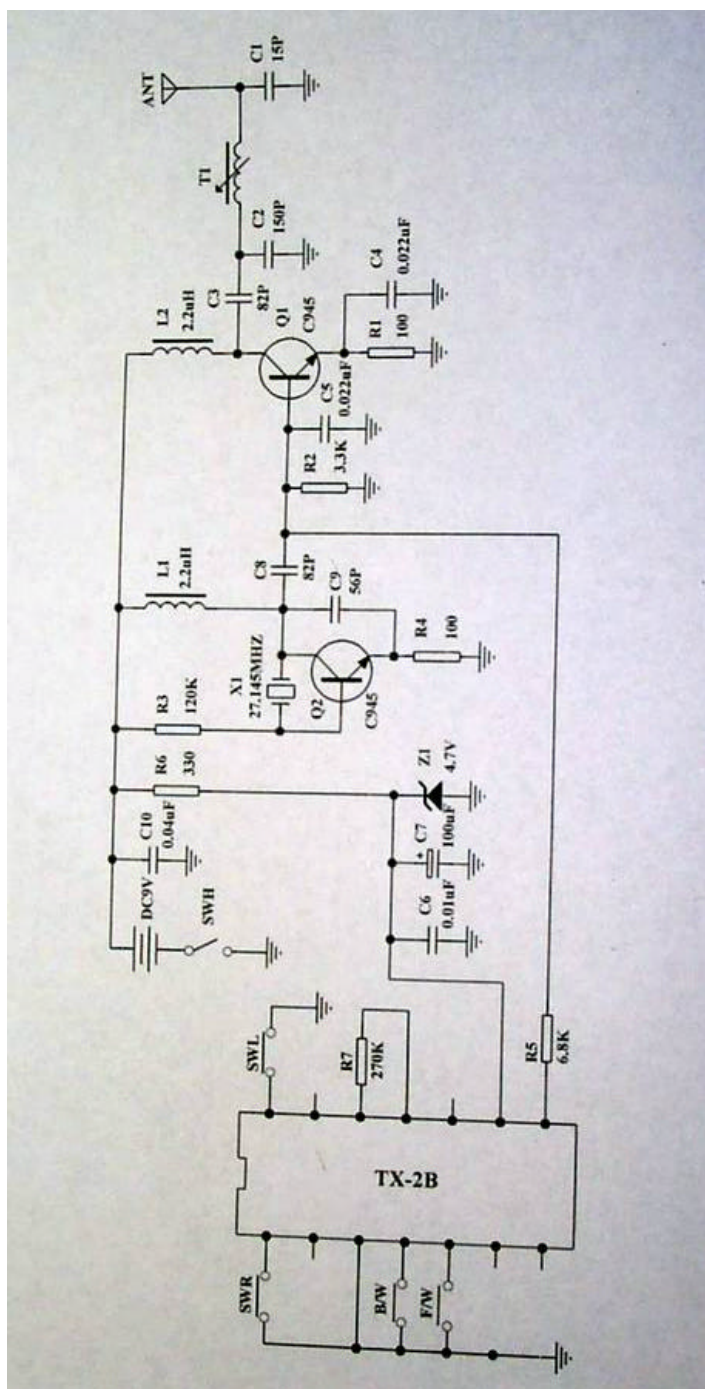 ANT
C1
15P
T1
C2
150P
L2
2.2uH
C3
82P
Q1
C945
C4
0.022uF
R1
100
C5
0.022uF
R2
3.3K
L1
2.2uH
C8
82P
C9
56P
X1
27.145MHZ
Q2
C945
R4
100
R3
120K
R6
330
Z1
4.7V
C10
0.04uF
+
C7
100uF
C6
0.01uF
DC9V
SWH
SWL
R7
270K
R5
6.8K
TX-2B
SWR
B/W
F/W